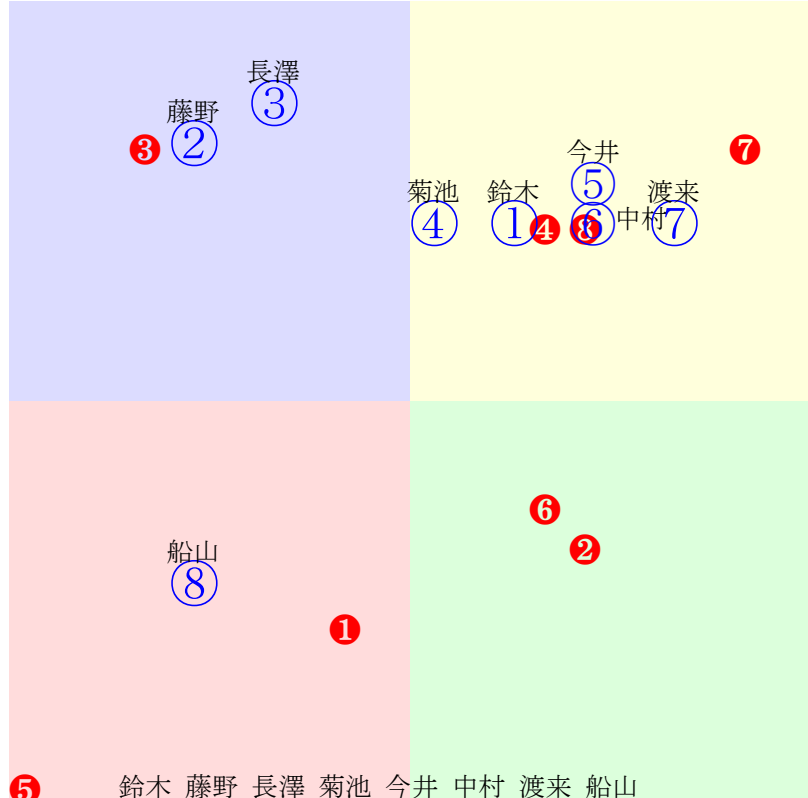 長澤
③
藤野
❸ ②
今井
❼
⑤
菊池 鈴木 渡来
④ ① ❹ ❽ ⑥ 中村 ⑦
❻
船山
❷
⑧
❶
❺ 鈴木 藤野 長澤 菊池 今井 中村 渡来 船山